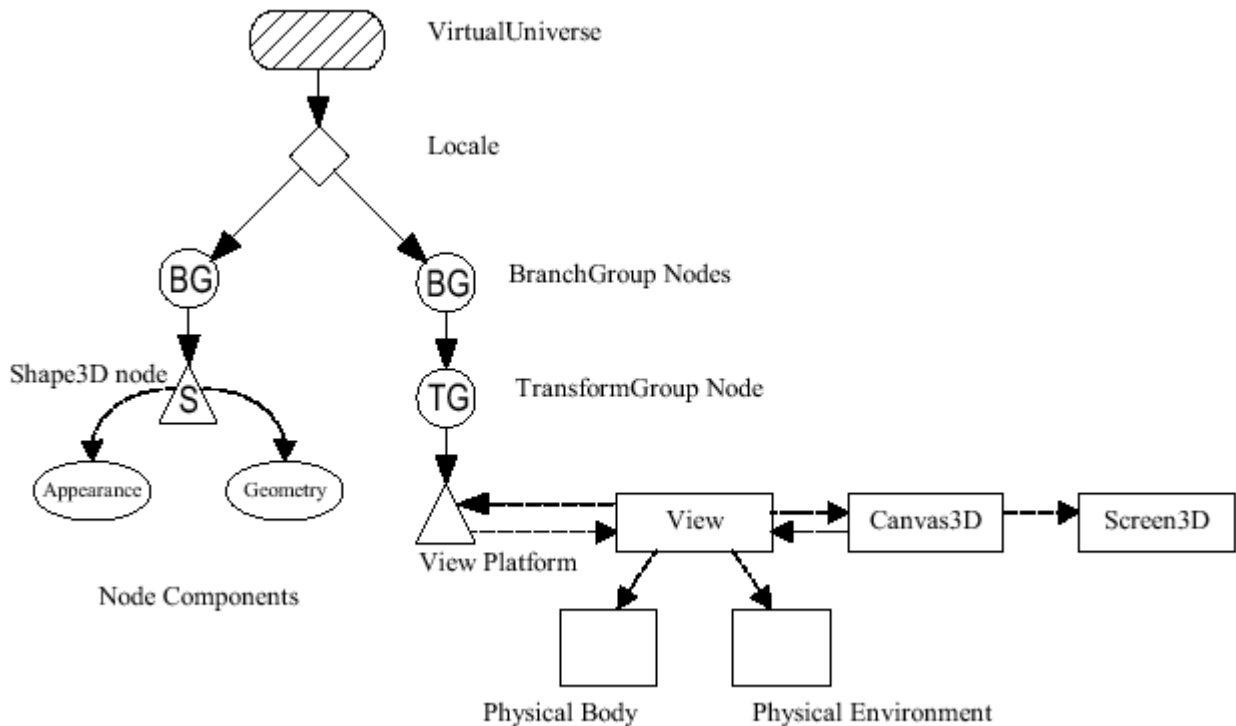 VirtualUniverse
Locale
BG
BG
BranchGroup Nodes
Shape3D node
S
TG
TransformGroup Node
Appearance
Geometry
View
Canvas3D
Screen3D
View Platform
Node Components
Physical Body
Physical Environment